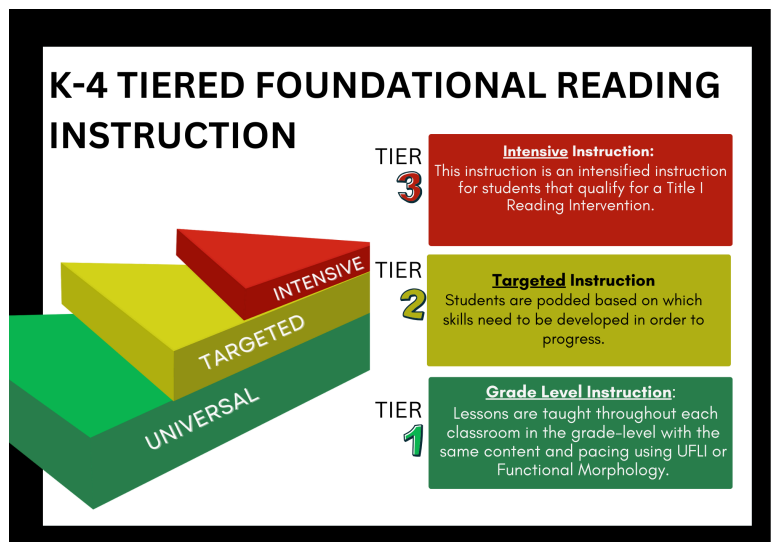 K-4 TIERED FOUNDATIONAL READING
INSTRUCTION
TIER
3
Intensive Instruction:
This instruction is an intensified instruction
for students that qualify for a Title I
Reading Intervention.
INTENSIVE
TIER
2
Targeted Instruction
Students are podded based on which
skills need to be developed in order to
progress.
TARGETED
TIER
1
Grade Level Instruction:
Lessons are taught throughout each
classroom in the grade-level with the
same content and pacing using UFLI or
Functional Morphology.
UNIVERSAL